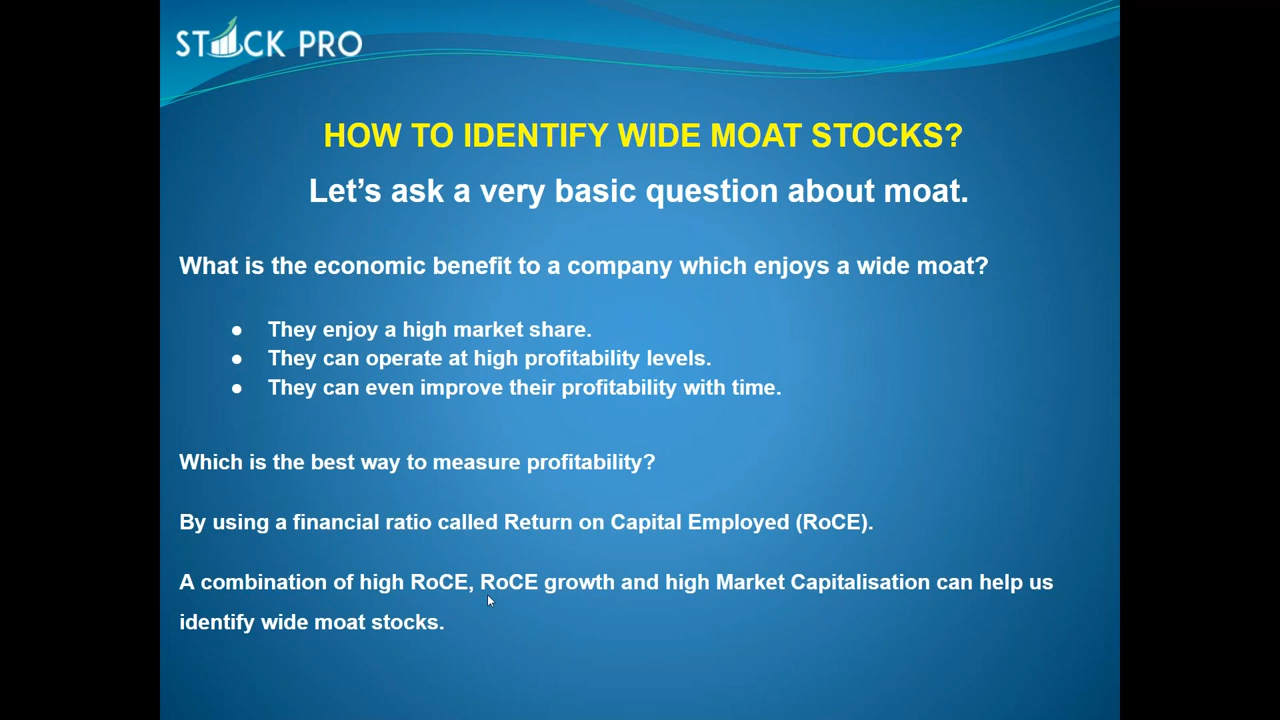 STOCK PRO
HOW TO IDENTIFY WIDE MOAT STOCKS?
Let's ask a very basic question about moat.
What is the economic benefit to a company which enjoys a wide moat?
● They enjoy a high market share.
● They can operate at high profitability levels.
● They can even improve their profitability with time.
Which is the best way to measure profitability?
By using a financial ratio called Return on Capital Employed (RoCE).
A combination of high RoCE, RoCE growth and high Market Capitalisation can help us
identify wide moat stocks.